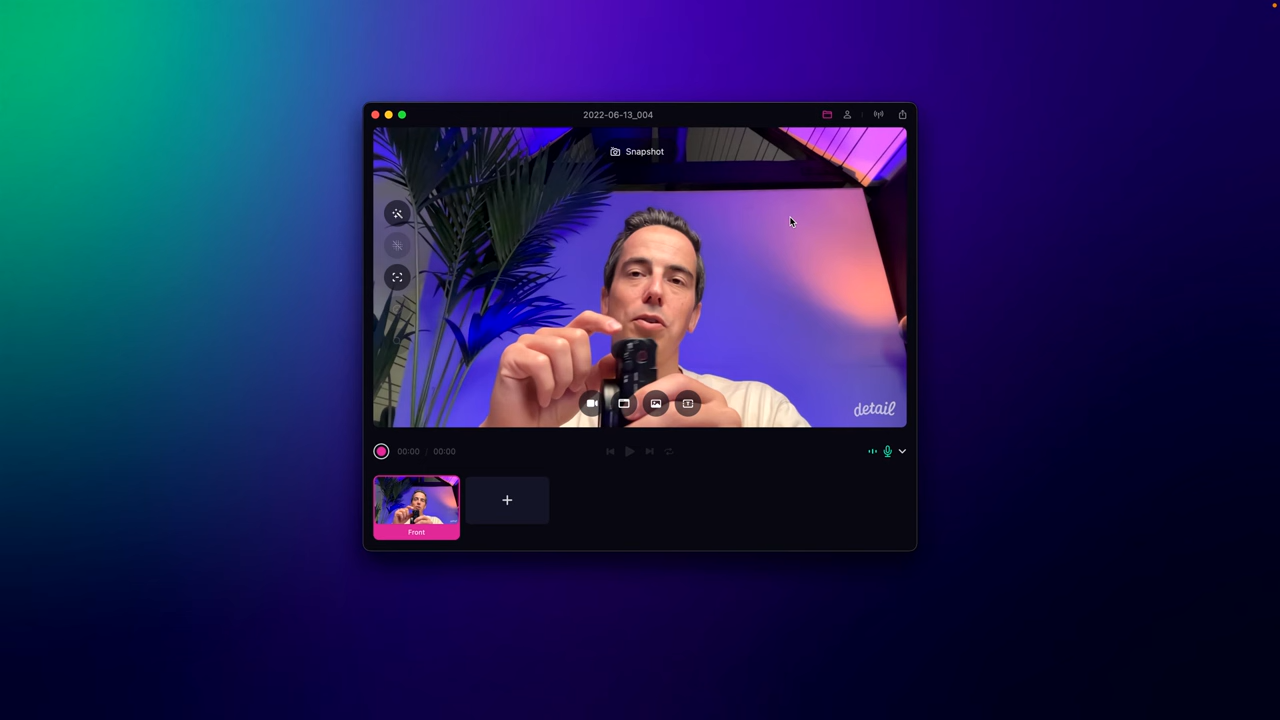 2022-06-13_004
Snapshot
detail
00:00 / 00:00
Front